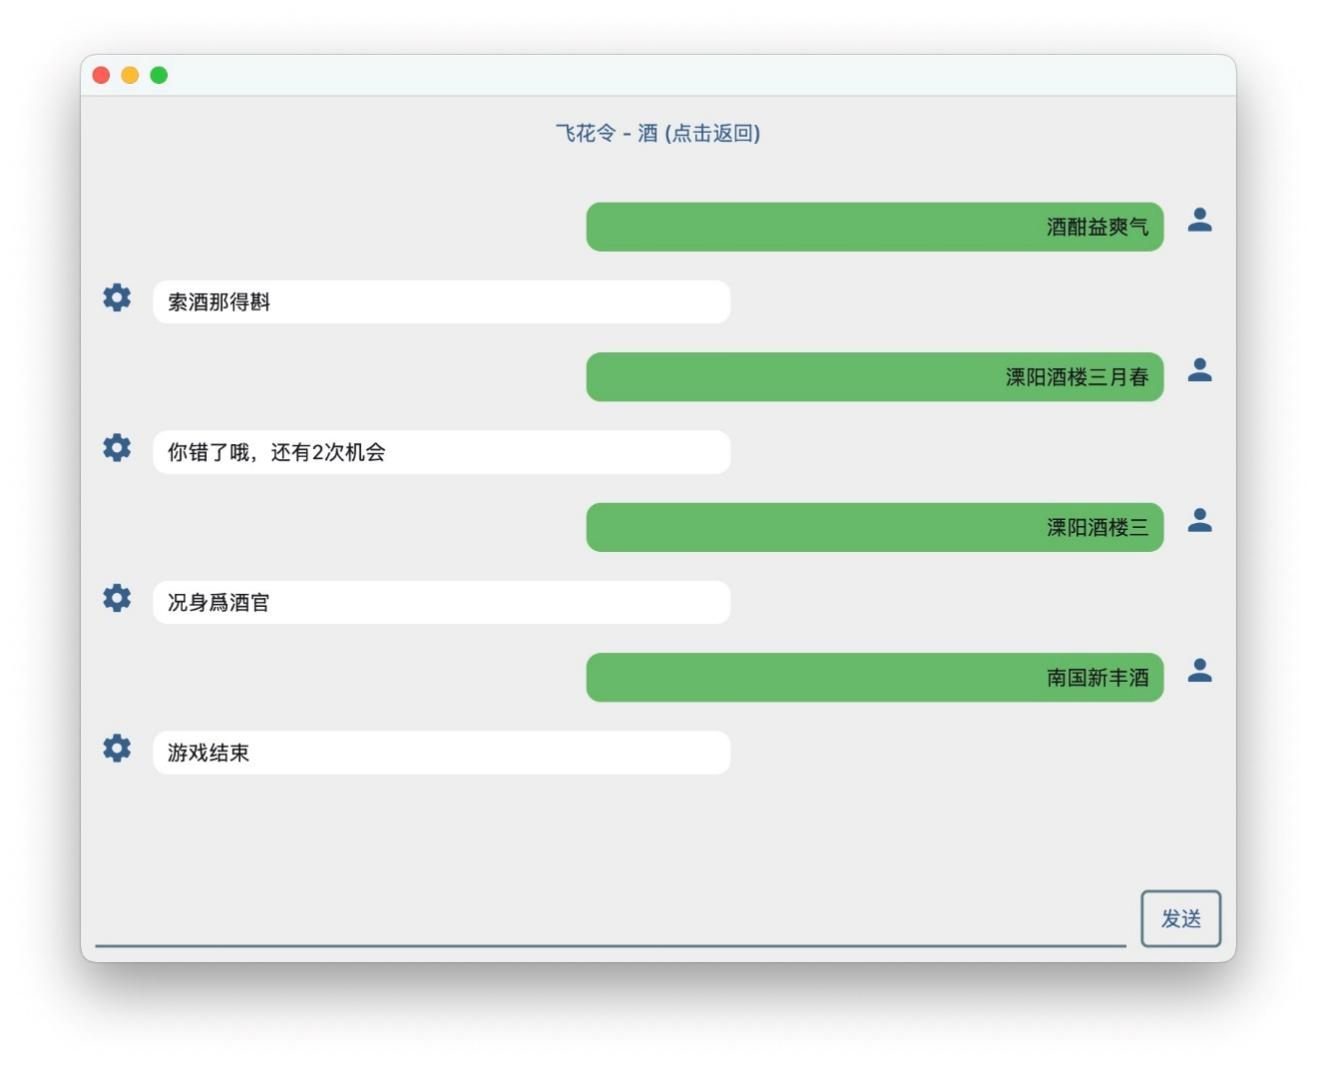 飞花令 - 酒 (点击返回)
酒酣益爽气
索酒那得斟
溧阳酒楼三月春
你错了哦，还有2次机会
溧阳酒楼三
况身爲酒官
南国新丰酒
游戏结束
发送